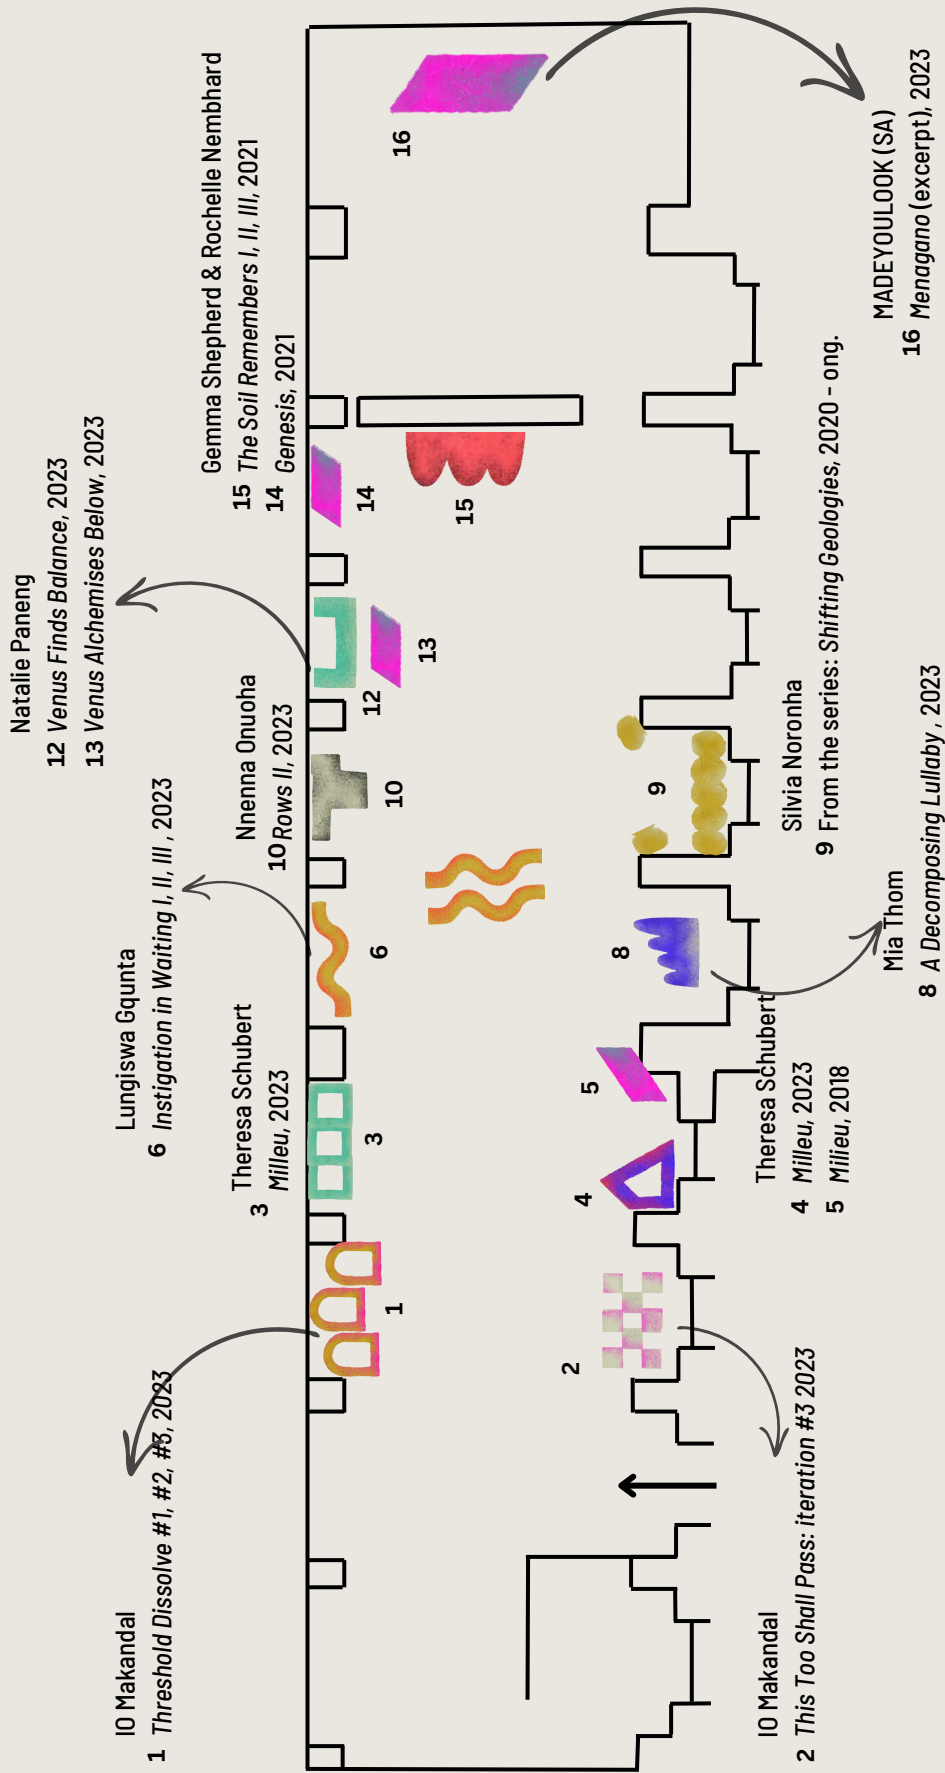 IO Makandal
1 Threshold Dissolve #1, #2, #3, 2023
Lungiswa Gqunta
6 Instigation in Waiting I, II, III , 2023
Theresa Schubert
3 Milleu, 2023
Natalie Paneng
12 Venus Finds Balance, 2023
13 Venus Alchemises Below, 2023
Nnenna Onuoha
10 Rows II, 2023
Gemma Shepherd & Rochelle Nembhard
15 The Soil Remembers I, II, III, 2021
14 Genesis, 2021
1
3
6
10
12
13
14
15
16
2
4
5
8
9
IO Makandal
2 This Too Shall Pass: iteration #3 2023
Theresa Schubert
4 Milleu, 2023
5 Milieu, 2018
Mia Thom
8 A Decomposing Lullaby , 2023
Silvia Noronha
9 From the series: Shifting Geologies, 2020 - ong.
MADEYOULOOK (SA)
16 Menagano (excerpt), 2023